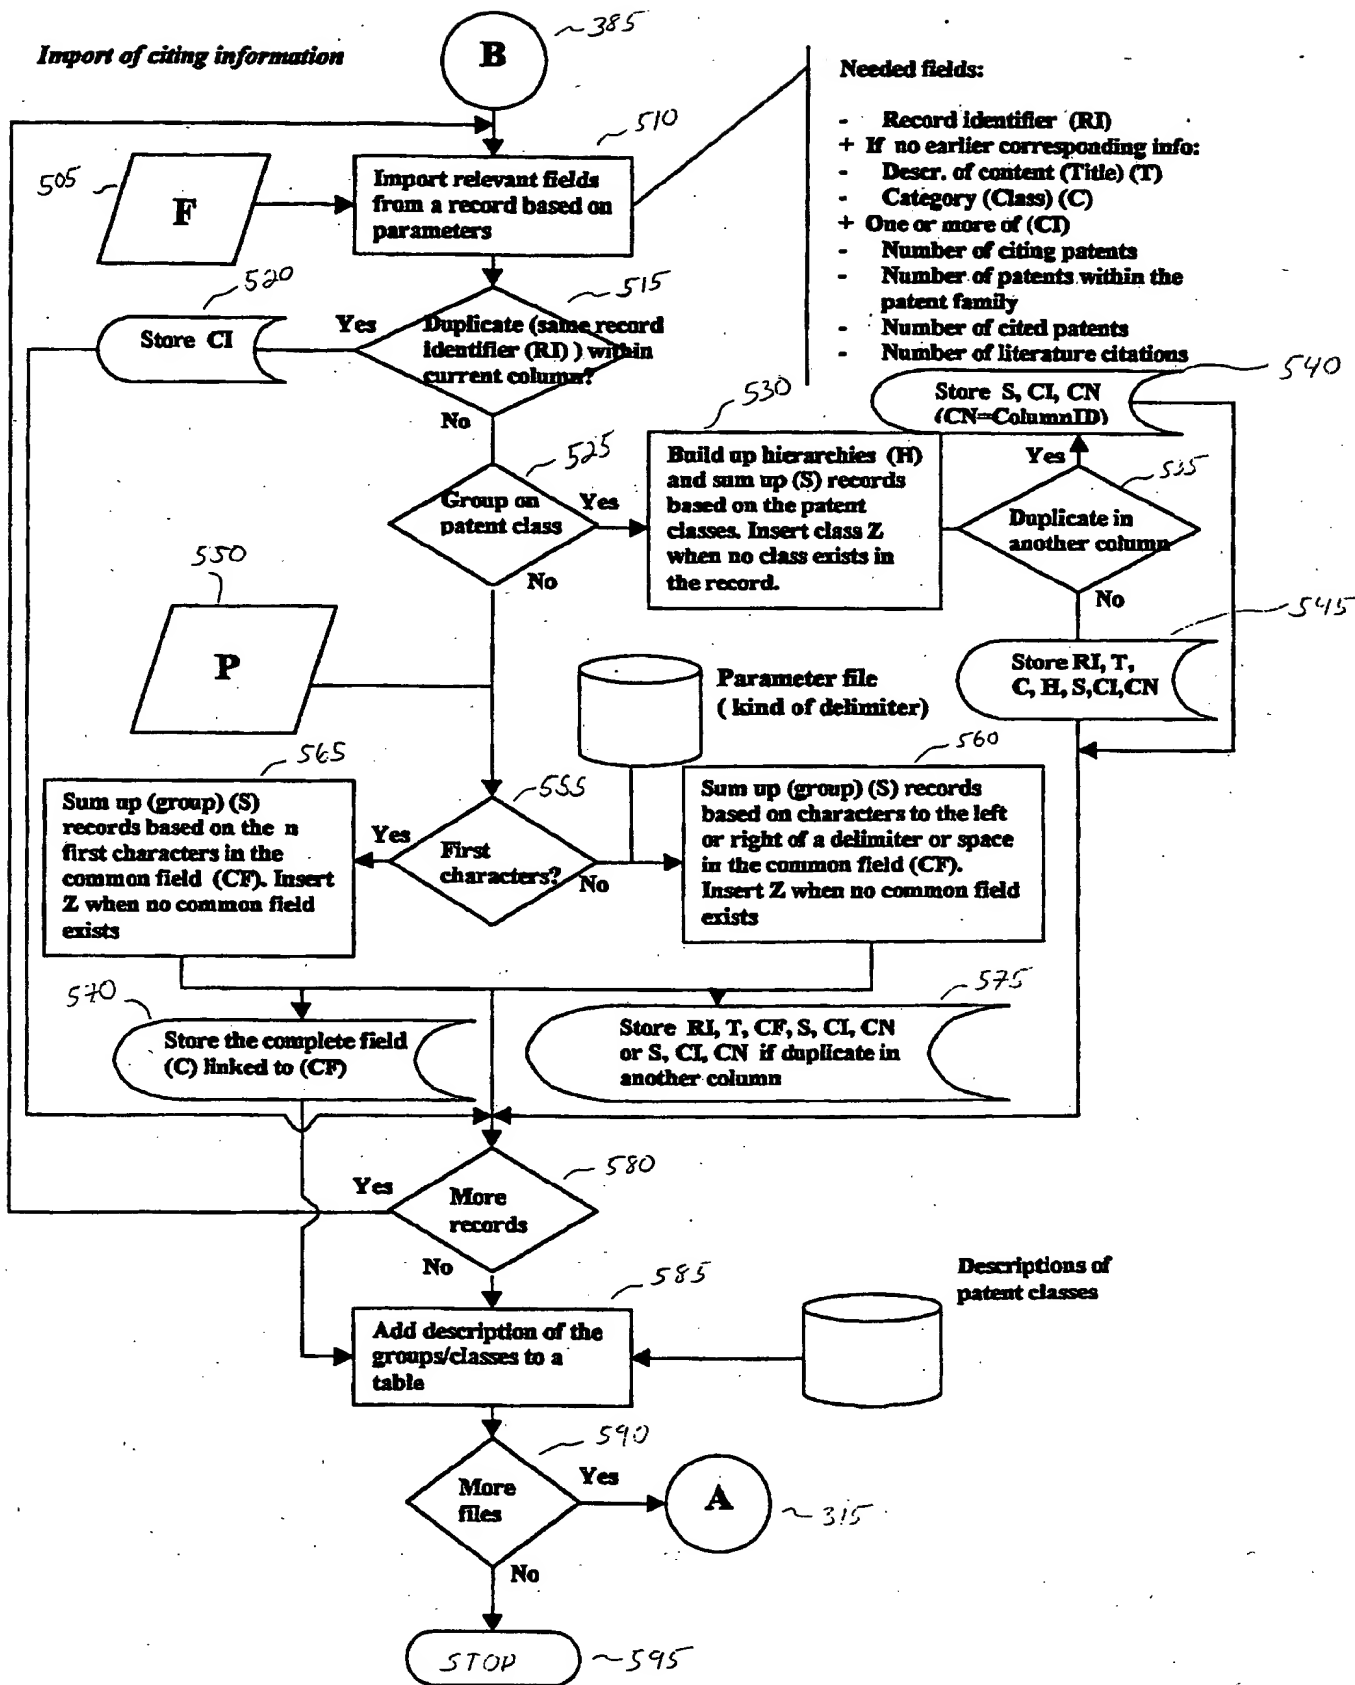 385
Import of citing information
B
Needed fields:
510
- Record identifier (RI)
+ If no earlier corresponding info:
- Descr. of content (Title) (T)
- Category (Class) (C)
+ One or more of (CI)
- Number of citing patents
- Number of patents within the
patent family
- Number of cited patents
- Number of literature citations
505
F
Import relevant fields
from a record based on
parameters
520
515
Store CI
Yes
Duplicate (same record
identifier (RI) ) within
current column?
No
530
540
Store S, CI, CN
(CN=ColumnID)
525
Group on
patent class
Yes
No
Build up hierarchies (H)
and sum up (S) records
based on the patent
classes. Insert class Z
when no class exists in
the record.
Yes
535
Duplicate in
another column
No
545
Store RI, T,
C, H, S,CI,CN
550
P
Parameter file
( kind of delimiter)
565
560
Sum up (group) (S)
records based on the n
first characters in the
common field (CF). Insert
Z when no common field
exists
Yes
555
First
characters?
No
Sum up (group) (S) records
based on characters to the left
or right of a delimiter or space
in the common field (CF).
Insert Z when no common field
exists
570
575
Store the complete field
(C) linked to (CF)
Store RI, T, CF, S, CI, CN
or S, CI, CN if duplicate in
another column
580
Yes
More
records
No
585
Descriptions of
patent classes
Add description of the
groups/classes to a
table
590
More
files
Yes
A
315
No
STOP
595